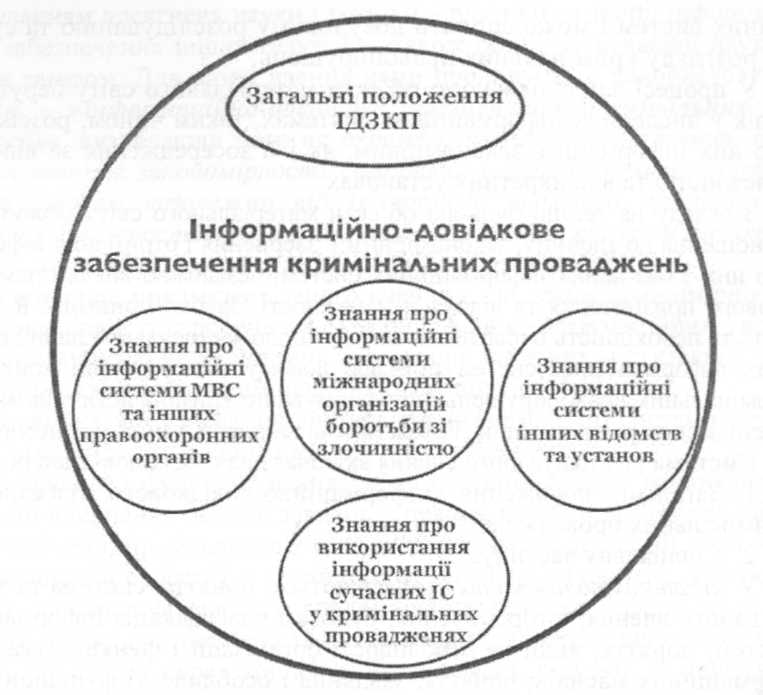 Загальні положення
ІДЗКП
Інформаційно-довідкове
забезпечення кримінальних проваджень
Знання про
інформаційні
системи МВС
та інших
правоохоронних
органів
Знання про
інформаційні
системи
міжнародних
організацій
боротьби зі
злочинністю
Знання про
інформаційні
системи
інших відомств
та установ
Знання про
використання
інформації
сучасних ІС
у кримінальних
провадженнях